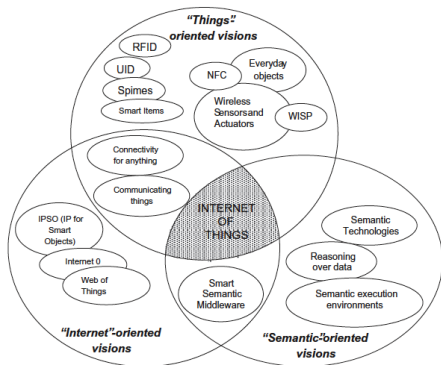 "Things"-
oriented visions
RFID
UID
Spimes
Smart Items
NFC
Everyday
objects
Wireless
Sensors and
Actuators
WISP
Connectivity
for anything
Communicating
things
INTERNET
OF
THINGS
IPSO (IP for
Smart
Objects)
Internet 0
Web of
Things
Semantic
Technologies
Reasoning
over data
Semantic execution
environments
Smart
Semantic
Middleware
"Internet"-oriented
visions
"Semantic"-oriented
visions